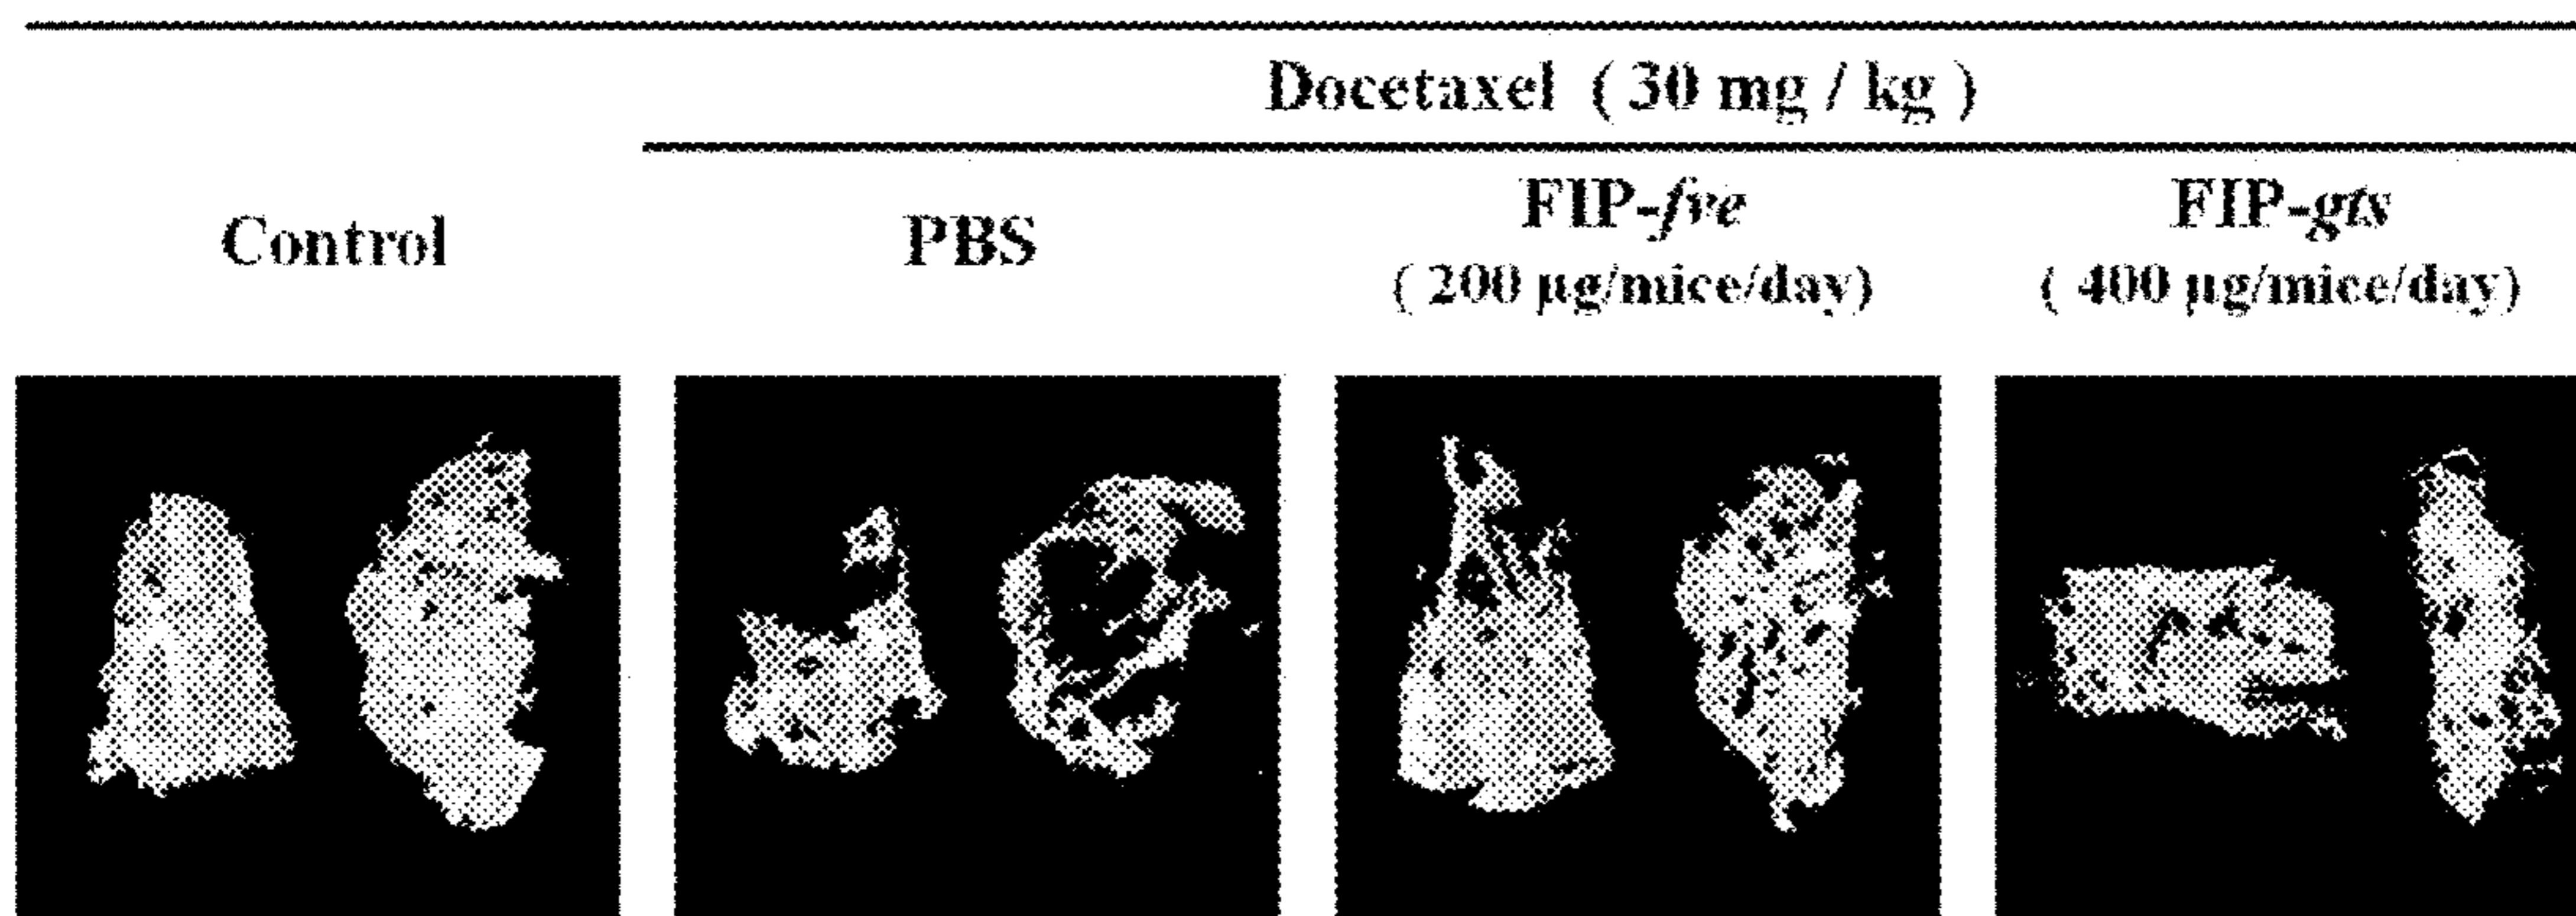 Docetaxel ( 30 mg / kg )
Control
PBS
FIP-fve
( 200 µg/mice/day)
FIP-gts
( 400 µg/mice/day)